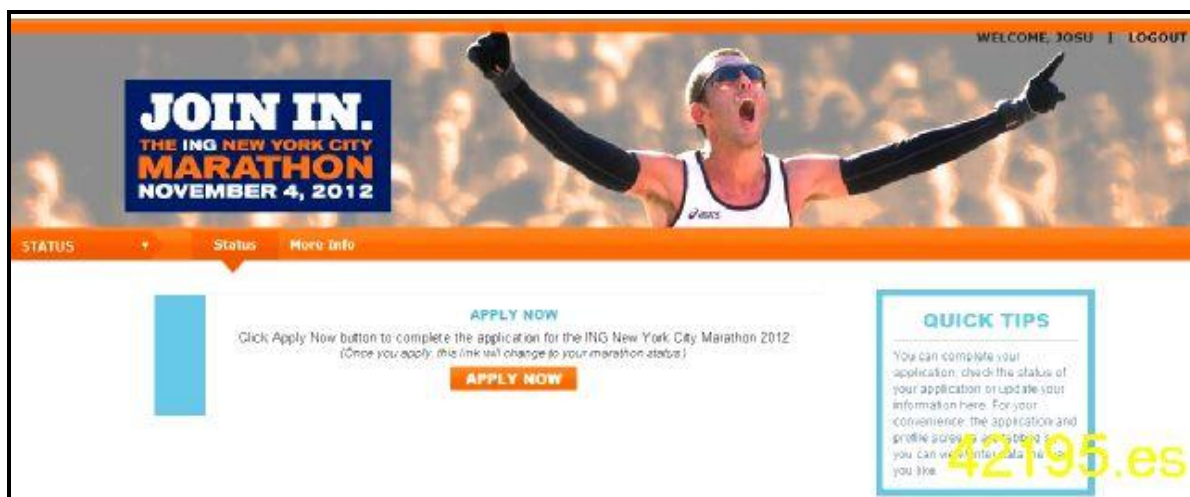 WELCOME, JOSU | LOGOUT
JOIN IN.
THE ING NEW YORK CITY
MARATHON
NOVEMBER 4, 2012
asics
STATUS
Status More Info
APPLY NOW
Click Apply Now button to complete the application for the ING New York City Marathon 2012
(Once you apply, this link will change to your marathon status.)
APPLY NOW
QUICK TIPS
You can complete your
application, check the status of
your application or update your
information here. For your
convenience, the application and
profile
you can
you like.
42195.es